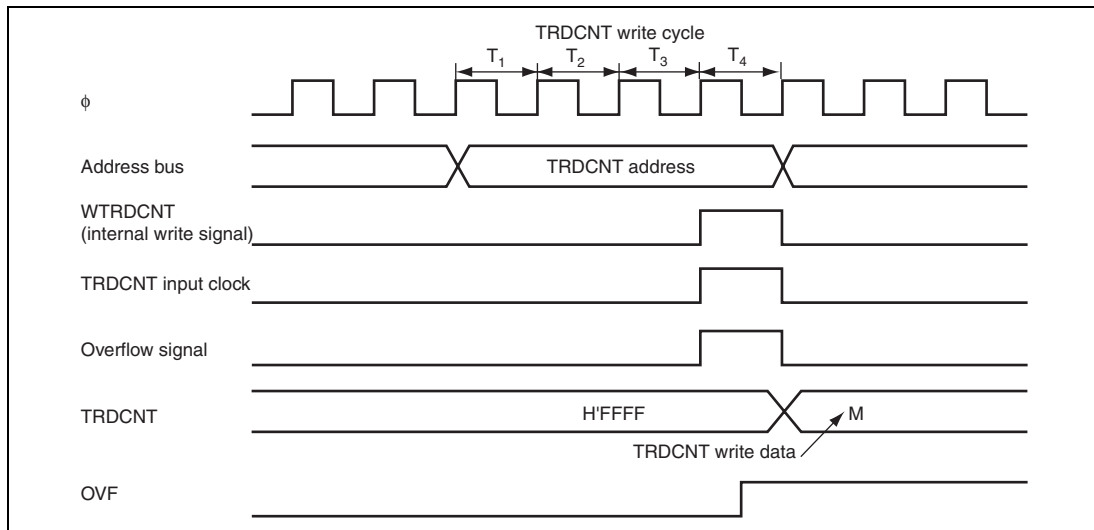 TRDCNT write cycle
T1 T2 T3 T4
ϕ
Address bus
TRDCNT address
WTRDCNT
(internal write signal)
TRDCNT input clock
Overflow signal
TRDCNT
H'FFFF
M
TRDCNT write data
OVF